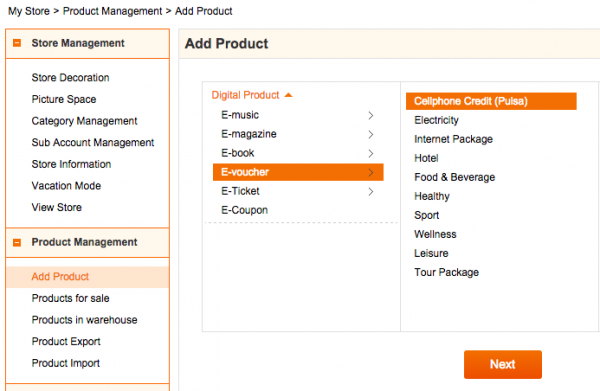 My Store > Product Management > Add Product
Store Management
Store Decoration
Picture Space
Category Management
Sub Account Management
Store Information
Vacation Mode
View Store
Product Management
Add Product
Products for sale
Products in warehouse
Product Export
Product Import
Add Product
Digital Product
E-music
E-magazine
E-book
E-voucher
E-Ticket
E-Coupon
Cellphone Credit (Pulsa)
Electricity
Internet Package
Hotel
Food & Beverage
Healthy
Sport
Wellness
Leisure
Tour Package
Next